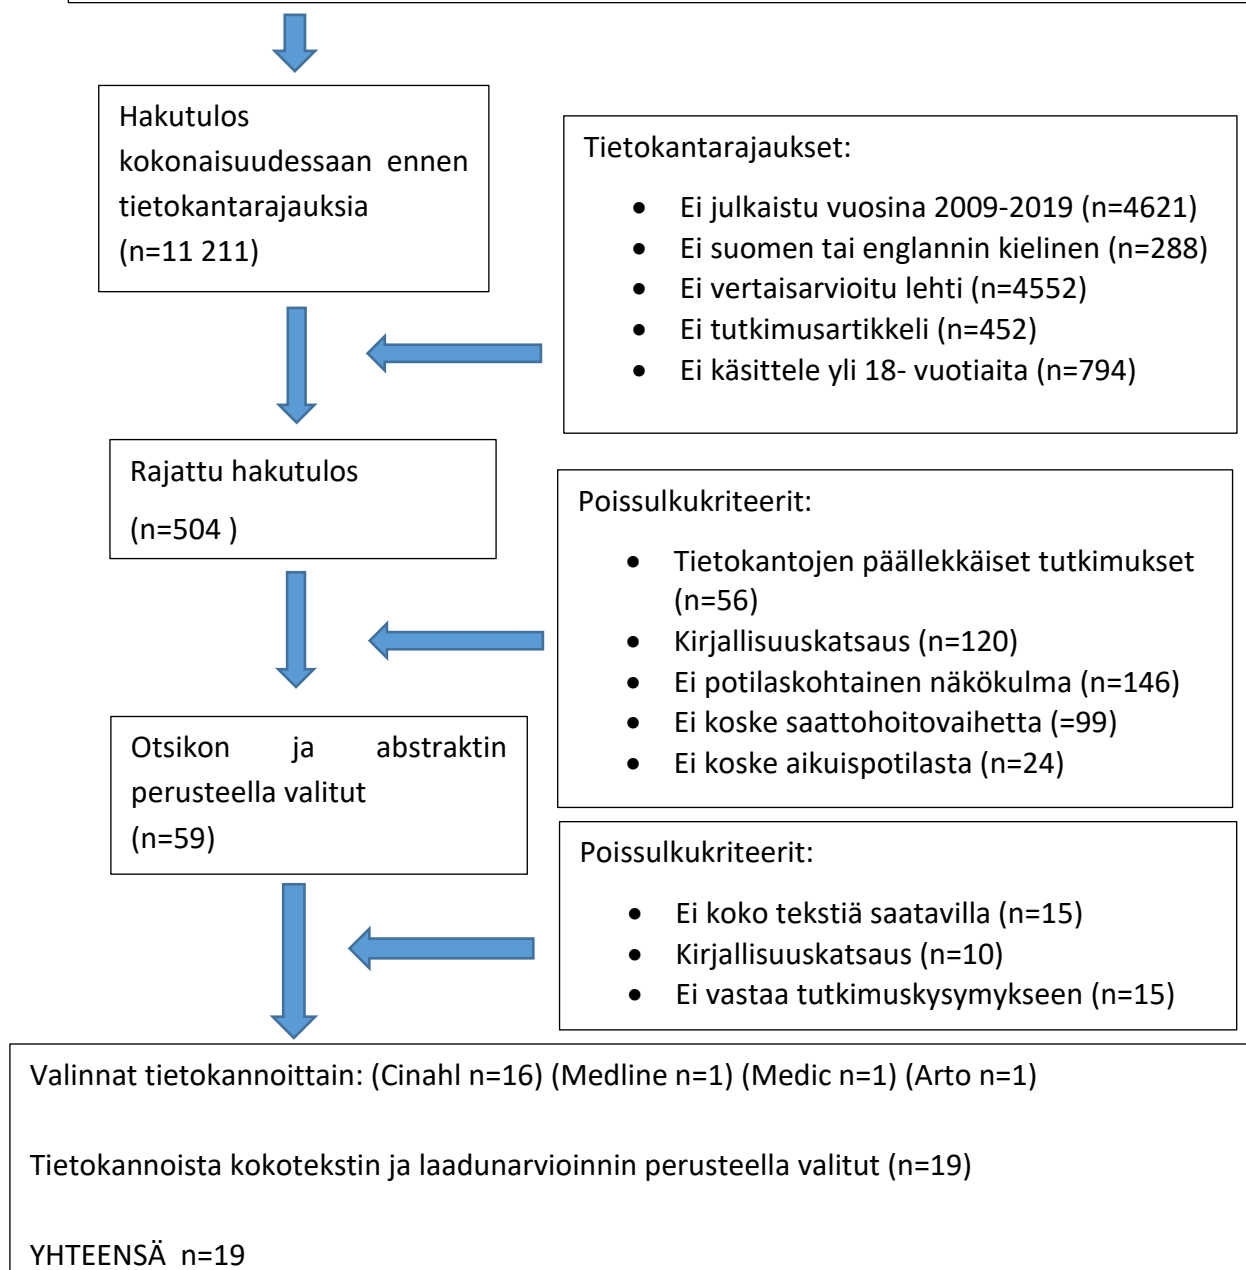 Hakutulos
kokonaisuudessaan ennen
tietokantarajauksia
(n=11 211)
Tietokantarajaukset:
• Ei julkaistu vuosina 2009-2019 (n=4621)
• Ei suomen tai englannin kielinen (n=288)
• Ei vertaisarvioitu lehti (n=4552)
• Ei tutkimusartikkeli (n=452)
• Ei käsittele yli 18- vuotiaita (n=794)
Rajattu hakutulos
(n=504 )
Poissulkukriteerit:
• Tietokantojen päällekkäiset tutkimukset
(n=56)
• Kirjallisuuskatsaus (n=120)
• Ei potilaskohtainen näkökulma (n=146)
• Ei koske saattohoitovaihetta (=99)
• Ei koske aikuispotilasta (n=24)
Otsikon ja abstraktin
perusteella valitut
(n=59)
Poissulkukriteerit:
• Ei koko tekstiä saatavilla (n=15)
• Kirjallisuuskatsaus (n=10)
• Ei vastaa tutkimuskysymykseen (n=15)
Valinnat tietokannoittain: (Cinahl n=16) (Medline n=1) (Medic n=1) (Arto n=1)
Tietokannoista kokotekstin ja laadunarvioinnin perusteella valitut (n=19)
YHTEENSÄ n=19